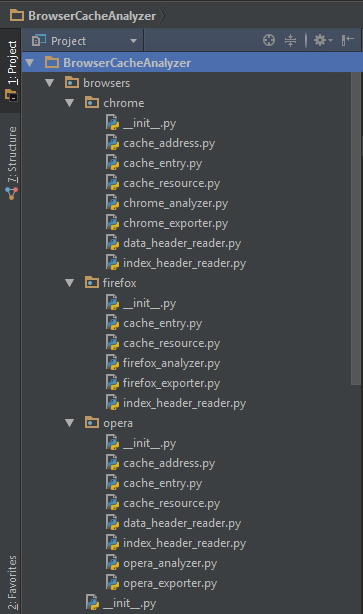 BrowserCacheAnalyzer
Project
1: Project
BrowserCacheAnalyzer
browsers
chrome
__init__.py
cache_address.py
cache_entry.py
cache_resource.py
chrome_analyzer.py
chrome_exporter.py
data_header_reader.py
index_header_reader.py
firefox
__init__.py
cache_entry.py
cache_resource.py
firefox_analyzer.py
firefox_exporter.py
index_header_reader.py
opera
__init__.py
cache_address.py
cache_entry.py
cache_resource.py
data_header_reader.py
index_header_reader.py
opera_analyzer.py
opera_exporter.py
__init__.py
7: Structure
2: Favorites